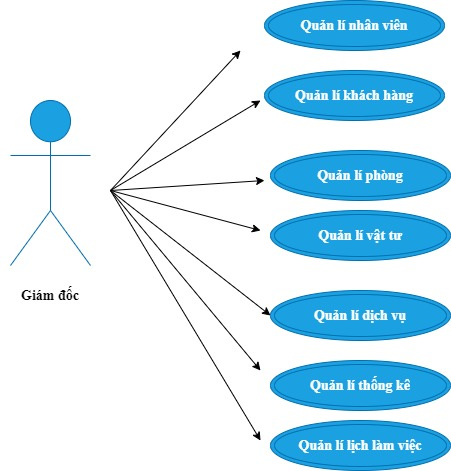 Quản lí nhân viên
Quản lí khách hàng
Quản lí phòng
Quản lí vật tư
Giám đốc
Quản lí dịch vụ
Quản lí thống kê
Quản lí lịch làm việc